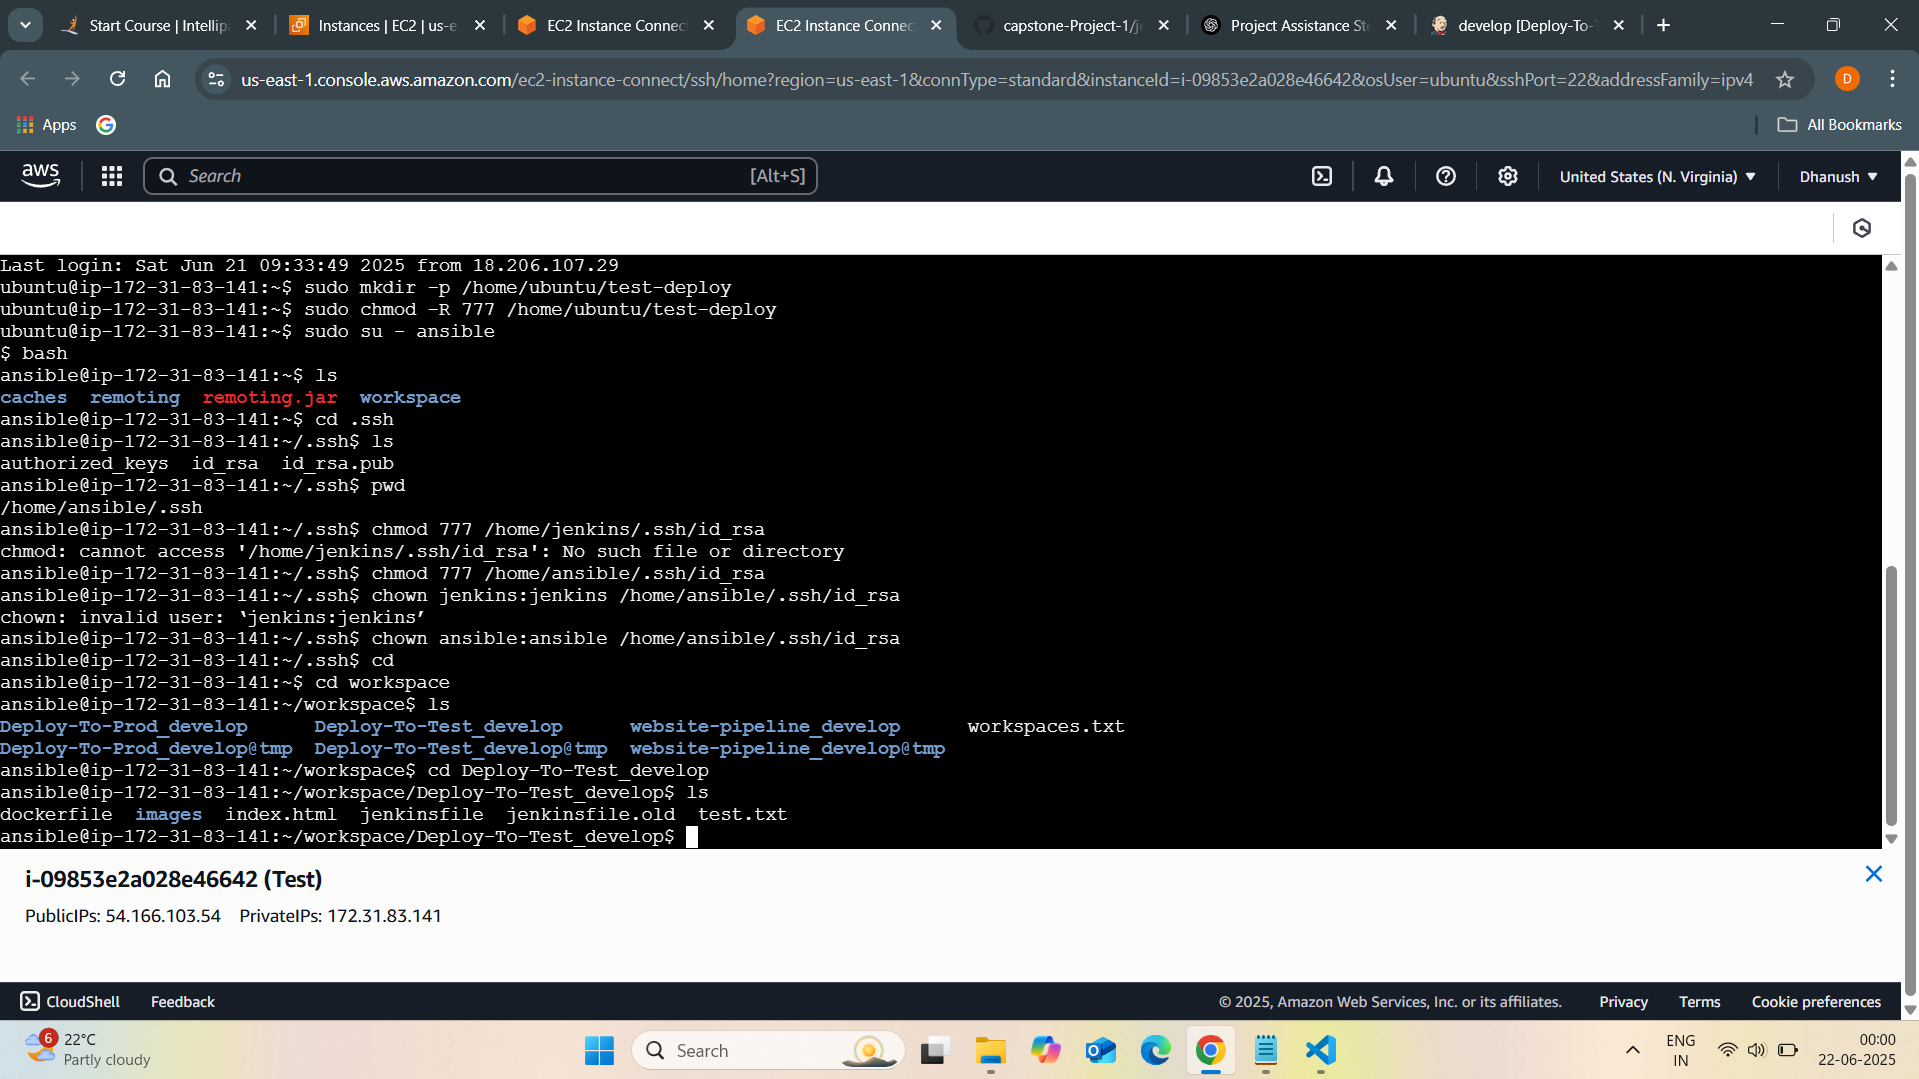 Start Course | Intellipa
Instances | EC2 | us-e
EC2 Instance Connec
EC2 Instance Connec
capstone-Project-1/j
Project Assistance St
develop [Deploy-To-
us-east-1.console.aws.amazon.com/ec2-instance-connect/ssh/home?region=us-east-1&connType=standard&instanceId=i-09853e2a028e46642&osUser=ubuntu&sshPort=22&addressFamily=ipv4
D
Apps
All Bookmarks
aws
Search
[Alt+S]
United States (N. Virginia)
Dhanush
Last login: Sat Jun 21 09:33:49 2025 from 18.206.107.29
ubuntu@ip-172-31-83-141:~$ sudo mkdir -p /home/ubuntu/test-deploy
ubuntu@ip-172-31-83-141:~$ sudo chmod -R 777 /home/ubuntu/test-deploy
ubuntu@ip-172-31-83-141:~$ sudo su - ansible
$ bash
ansible@ip-172-31-83-141:~$ ls
caches  remoting  remoting.jar  workspace
ansible@ip-172-31-83-141:~$ cd .ssh
ansible@ip-172-31-83-141:~/.ssh$ ls
authorized_keys  id_rsa  id_rsa.pub
ansible@ip-172-31-83-141:~/.ssh$ pwd
/home/ansible/.ssh
ansible@ip-172-31-83-141:~/.ssh$ chmod 777 /home/jenkins/.ssh/id_rsa
chmod: cannot access '/home/jenkins/.ssh/id_rsa': No such file or directory
ansible@ip-172-31-83-141:~/.ssh$ chmod 777 /home/ansible/.ssh/id_rsa
ansible@ip-172-31-83-141:~/.ssh$ chown jenkins:jenkins /home/ansible/.ssh/id_rsa
chown: invalid user: ‘jenkins:jenkins’
ansible@ip-172-31-83-141:~/.ssh$ chown ansible:ansible /home/ansible/.ssh/id_rsa
ansible@ip-172-31-83-141:~/.ssh$ cd
ansible@ip-172-31-83-141:~$ cd workspace
ansible@ip-172-31-83-141:~/workspace$ ls
Deploy-To-Prod_develop      Deploy-To-Test_develop      website-pipeline_develop      workspaces.txt
Deploy-To-Prod_develop@tmp  Deploy-To-Test_develop@tmp  website-pipeline_develop@tmp
ansible@ip-172-31-83-141:~/workspace$ cd Deploy-To-Test_develop
ansible@ip-172-31-83-141:~/workspace/Deploy-To-Test_develop$ ls
dockerfile  images  index.html  jenkinsfile  jenkinsfile.old  test.txt
ansible@ip-172-31-83-141:~/workspace/Deploy-To-Test_develop$
i-09853e2a028e46642 (Test)
PublicIPs: 54.166.103.54    PrivateIPs: 172.31.83.141
CloudShell
Feedback
© 2025, Amazon Web Services, Inc. or its affiliates.
Privacy
Terms
Cookie preferences
6
22°C
Partly cloudy
Search
ENG
IN
00:00
22-06-2025